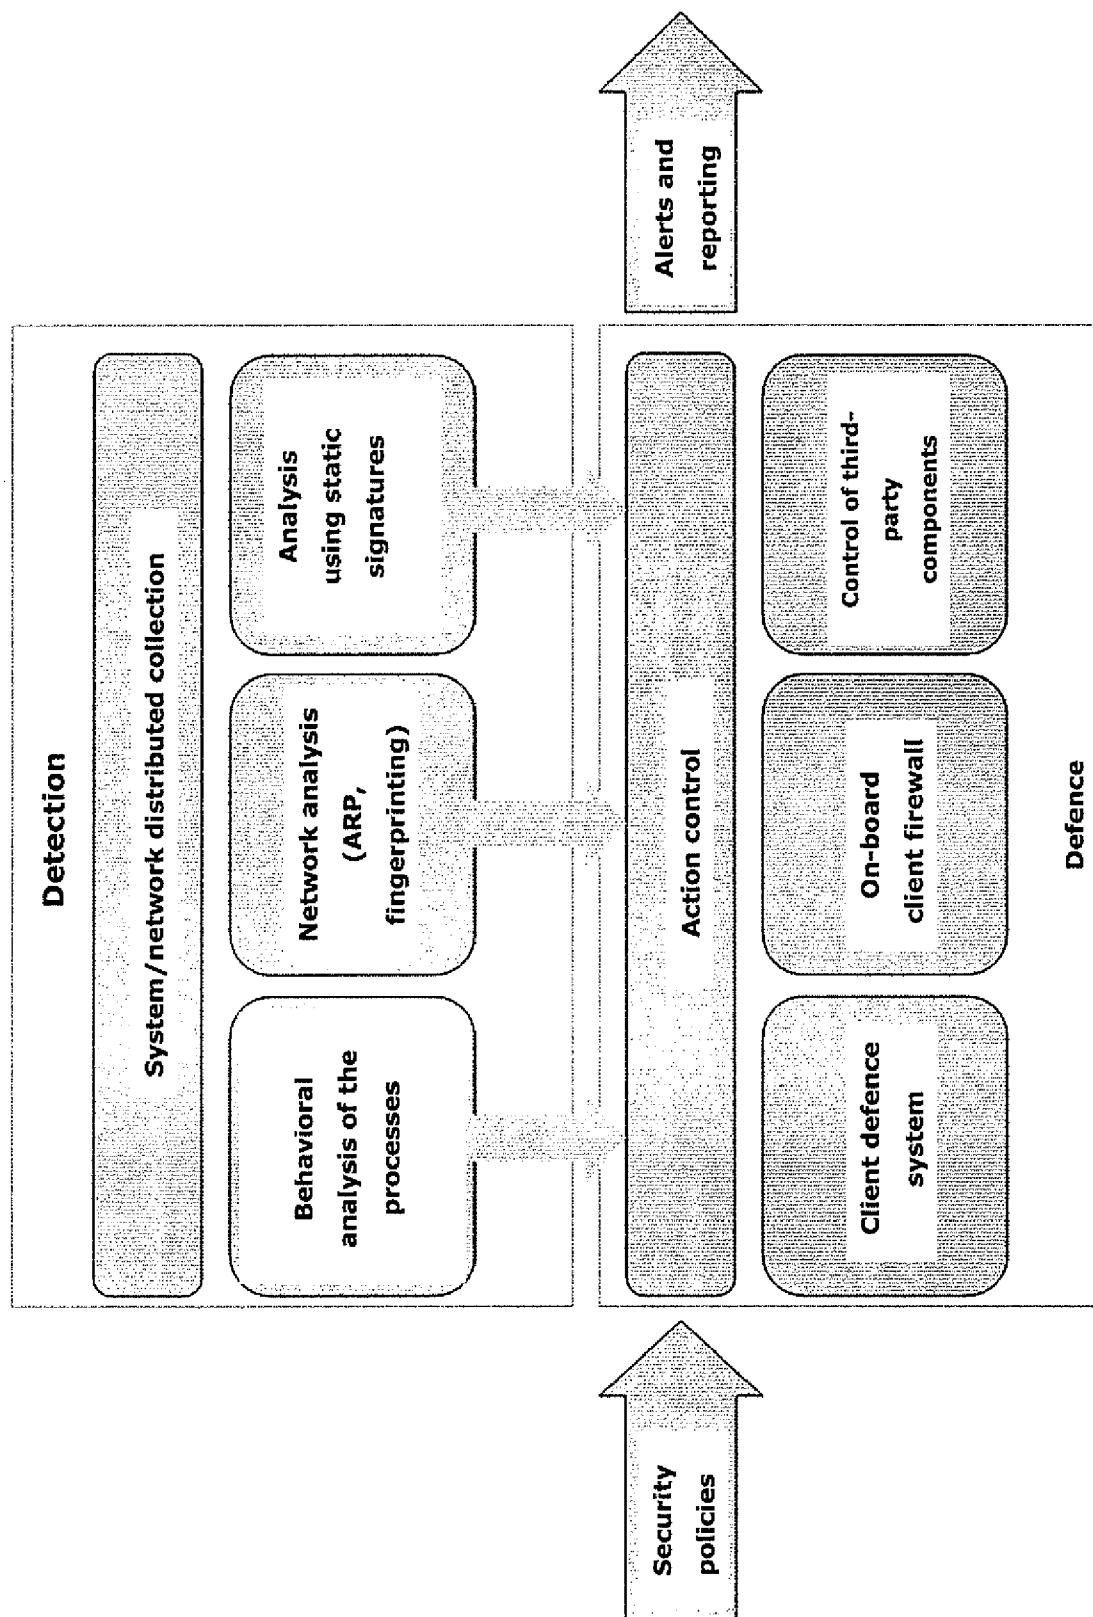 Detection
System/network distributed collection
Behavioral
analysis of the
processes
Network analysis
(ARP,
fingerprinting)
Analysis
using static
signatures
Security
policies
Action control
Alerts and
reporting
Client defence
system
On-board
client firewall
Control of third-
party
components
Defence